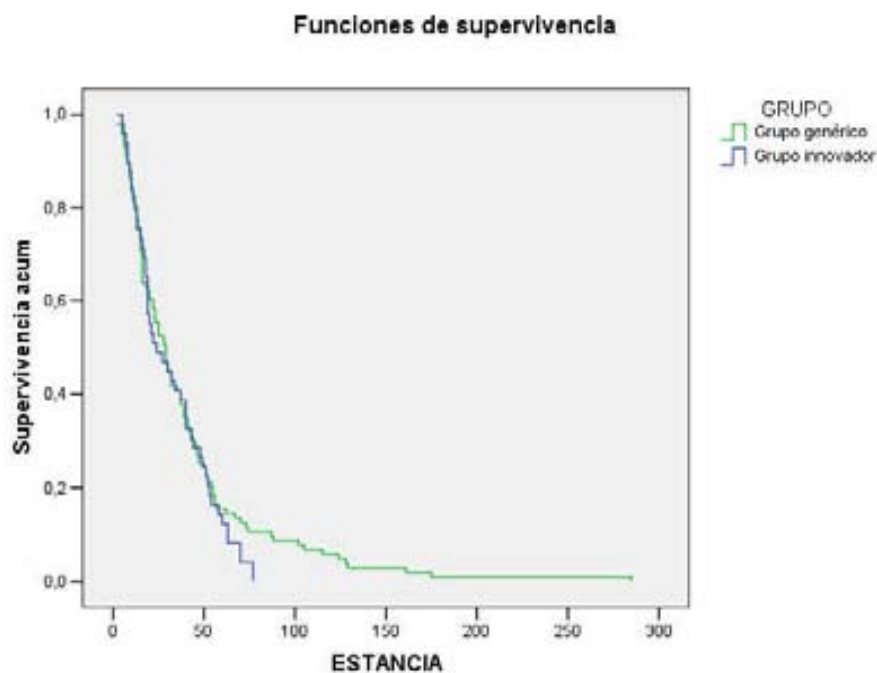 Funciones de supervivencia
GRUPO
Grupo genérico
Grupo innovador
Supervivencia acum
1,0
0,8
0,6
0,4
0,2
0,0
0 50 100 150 200 250 300
ESTANCIA